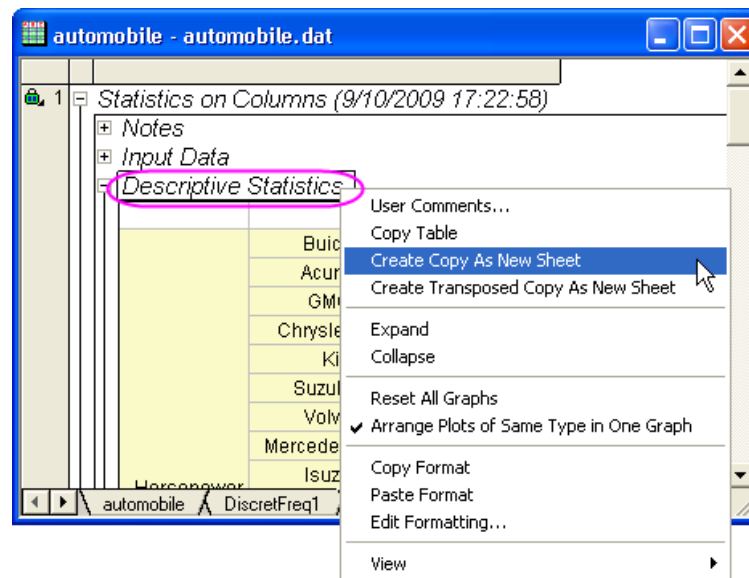 automobile - automobile.dat
1 Statistics on Columns (9/10/2009 17:22:58)
Notes
Input Data
Descriptive Statistics
Buic
Acur
GM
Chrysle
Ki
Suzu
Volv
Mercede
Isuz
Horsepower
automobile DiscretFreq1
User Comments...
Copy Table
Create Copy As New Sheet
Create Transposed Copy As New Sheet
Expand
Collapse
Reset All Graphs
Arrange Plots of Same Type in One Graph
Copy Format
Paste Format
Edit Formatting...
View